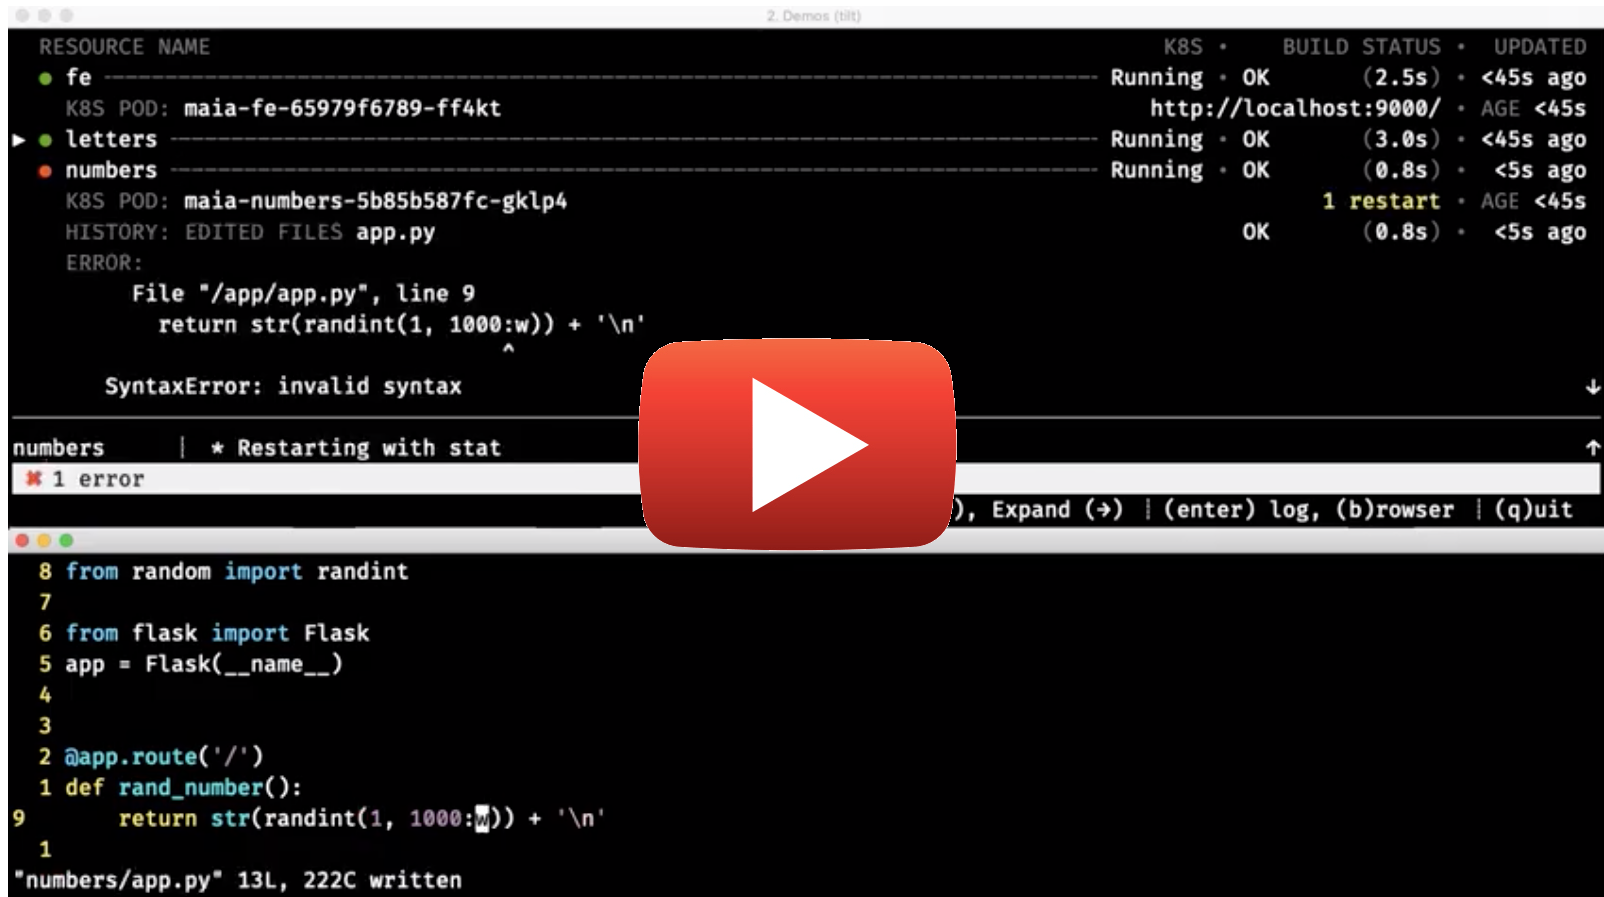 2. Demos (tilt)
RESOURCE NAME K8S • BUILD STATUS • UPDATED
● fe Running • OK (2.5s) • <45s ago
K8S POD: maia-fe-65979f6789-ff4kt http://localhost:9000/ • AGE <45s
▶ ● letters Running • OK (3.0s) • <45s ago
● numbers Running • OK (0.8s) • <5s ago
K8S POD: maia-numbers-5b85b587fc-gklp4 1 restart • AGE <45s
HISTORY: EDITED FILES app.py OK (0.8s) • <5s ago
ERROR:
File "/app/app.py", line 9
return str(randint(1, 1000:w)) + '\n'
^
SyntaxError: invalid syntax ↓
numbers | * Restarting with stat ↑
✖ 1 error
), Expand (→) ┊ (enter) log, (b)rowser ┊ (q)uit
8 from random import randint
7
6 from flask import Flask
5 app = Flask(__name__)
4
3
2 @app.route('/')
1 def rand_number():
9 return str(randint(1, 1000:w)) + '\n'
1
"numbers/app.py" 13L, 222C written